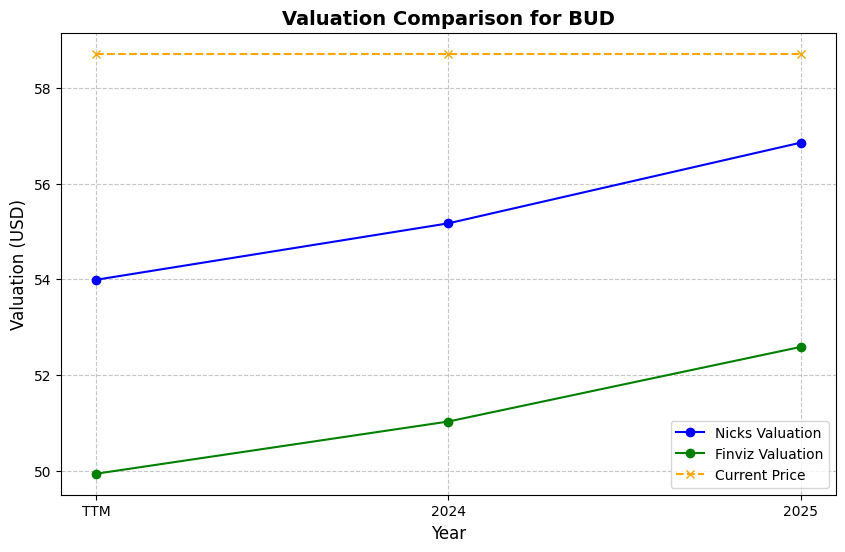 Valuation Comparison for BUD
Valuation (USD)
58
56
54
52
50
TTM
2024
2025
Year
Nicks Valuation
Finviz Valuation
Current Price